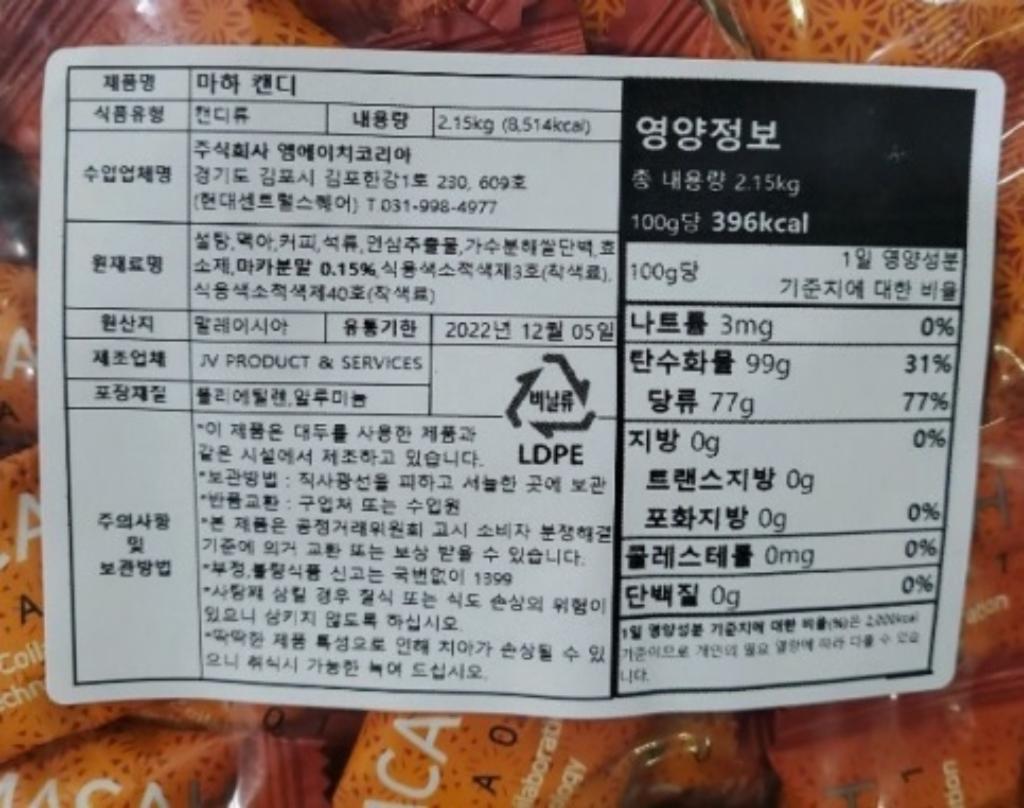 제품명 마하 캔디
식품유형 캔디류 내용량 2.15kg (8,514kcal)
수입업체명 주식회사 앰에이치코리아
경기도 김포시 김포한강1로 230, 609호
(현대센트럴스퀘어) T.031-998-4977
원재료명 설탕,맥아,커피,석류,인삼추출물,가수분해쌀단백,효
소제,마카분말 0.15%,식용색소적색제3호(착색료),
식용색소적색제40호(착색료)
원산지 말레이시아 유통기한 2022년 12월 05일
제조업체 JV PRODUCT & SERVICES
포장재질 폴리에틸렌,알루미늄
비닐류
LDPE
주의사항
및
보관방법
*이 제품은 대두를 사용한 제품과
같은 시설에서 제조하고 있습니다.
*보관방법 : 직사광선을 피하고 서늘한 곳에 보관
*반품교환 : 구입처 또는 수입원
*본 제품은 공정거래위원회 고시 소비자 분쟁해결
기준에 의거 교환 또는 보상 받을 수 있습니다.
*부정,불량식품 신고는 국번없이 1399
*사탕째 삼킬 경우 질식 또는 식도 손상의 위험이
있으니 삼키지 않도록 하십시오.
*딱딱한 제품 특성으로 인해 치아가 손상될 수 있
으니 취식시 가능한 녹여 드십시오.
영양정보
총 내용량 2.15kg
100g당 396kcal
100g당 1일 영양성분
기준치에 대한 비율
나트륨 3mg 0%
탄수화물 99g 31%
당류 77g 77%
지방 0g 0%
트랜스지방 0g
포화지방 0g 0%
콜레스테롤 0mg 0%
단백질 0g 0%
1일 영양성분 기준치에 대한 비율(%)은 2,000kcal
기준이므로 개인의 필요 열량에 따라 다를 수 있습
니다.
MACA